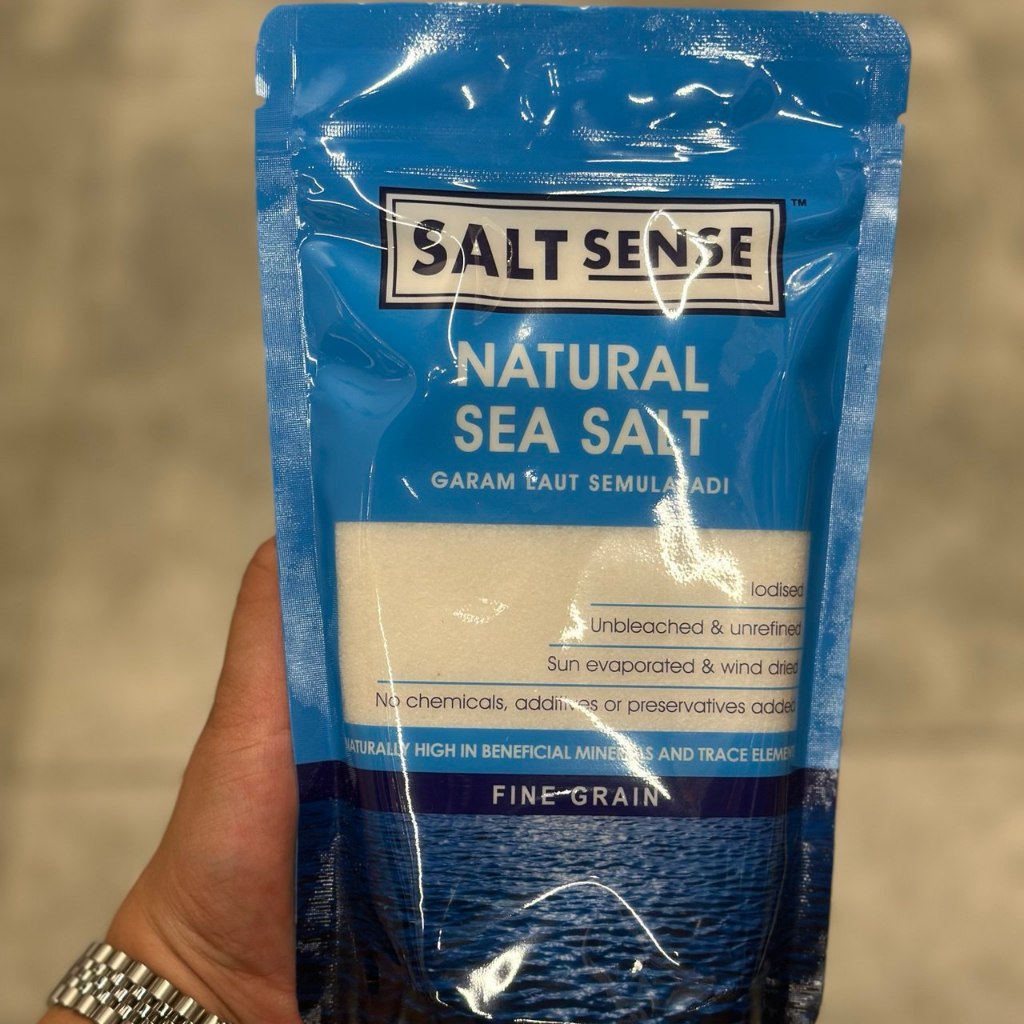 SALT SENSE ™
NATURAL
SEA SALT
GARAM LAUT SEMULAJADI
Iodised
Unbleached & unrefined
Sun evaporated & wind dried
No chemicals, additives or preservatives added
NATURALLY HIGH IN BENEFICIAL MINERALS AND TRACE ELEMENTS
FINE GRAIN